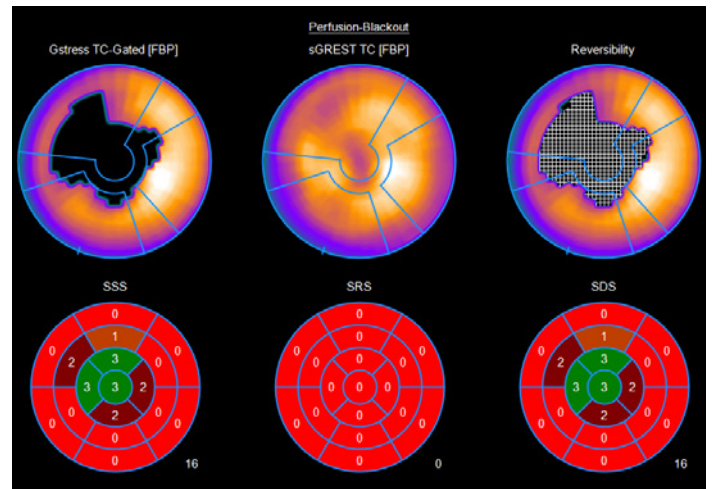 Perfusion-Blackout
Gstress TC-Gated [FBP] sGREST TC [FBP] Reversibility
SSS SRS SDS
0 0 0
1 0 1
0 0 0 0 0 0
3 0 3
2 0 0 0 2 0
3 3 2 0 0 0 3 3 2
0 0 0 0 0 0
2 0 2
0 0 0 0 0 0
0 0 0
0 0 0
16 0 16